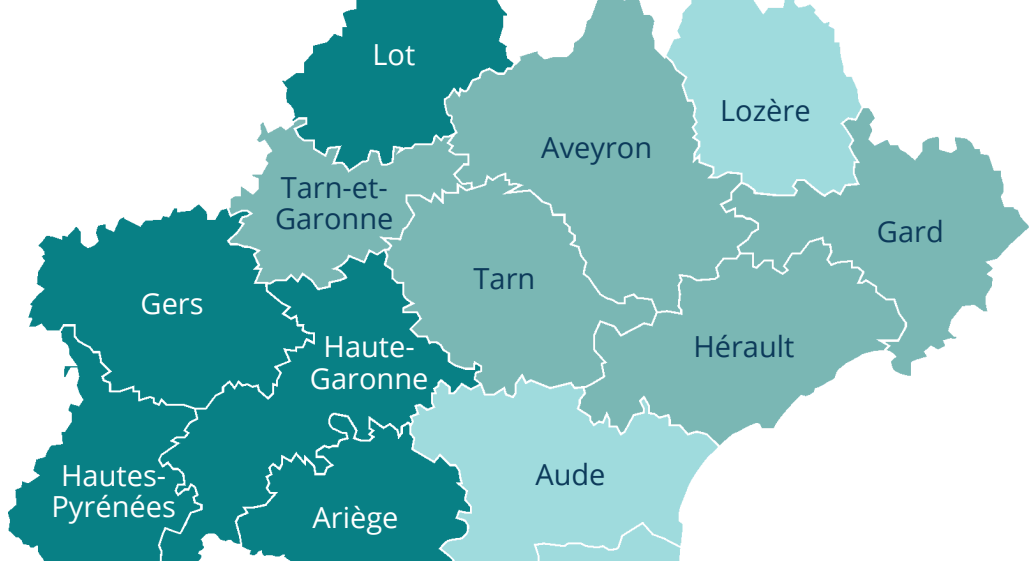 Lot
Lozère
Aveyron
Tarn-et-
Garonne
Gard
Tarn
Gers
Haute-
Garonne
Hérault
Hautes-
Pyrénées
Aude
Ariège